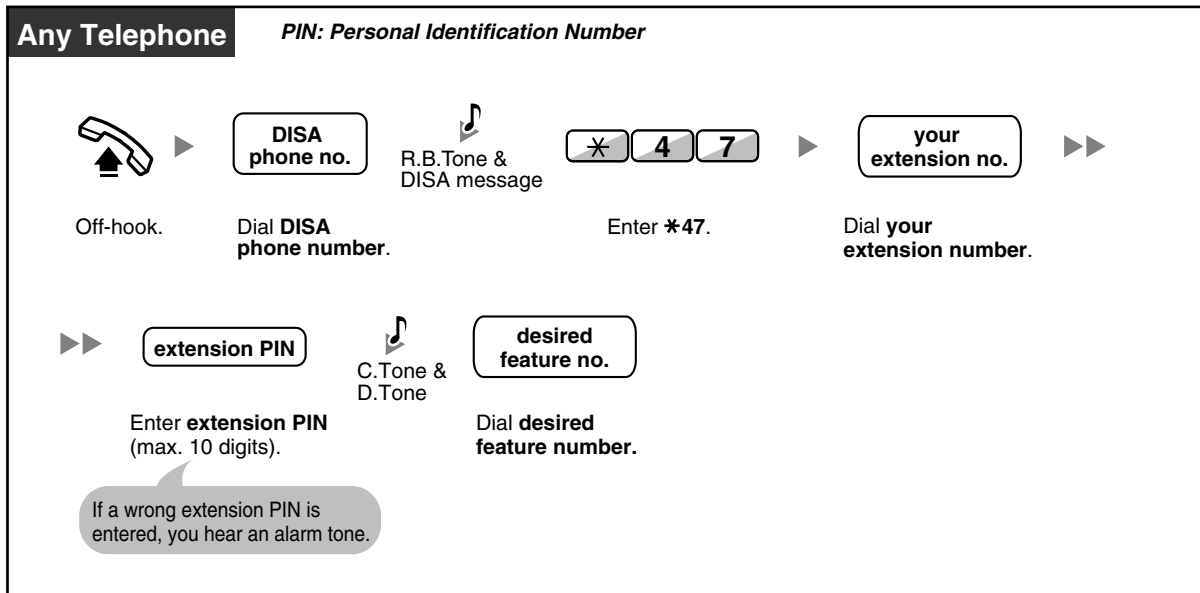 Any Telephone
PIN: Personal Identification Number
DISA
phone no.
R.B.Tone &
DISA message
* 4 7
your
extension no.
Off-hook.
Dial DISA
phone number.
Enter *47.
Dial your
extension number.
extension PIN
C.Tone &
D.Tone
desired
feature no.
Enter extension PIN
(max. 10 digits).
Dial desired
feature number.
If a wrong extension PIN is
entered, you hear an alarm tone.